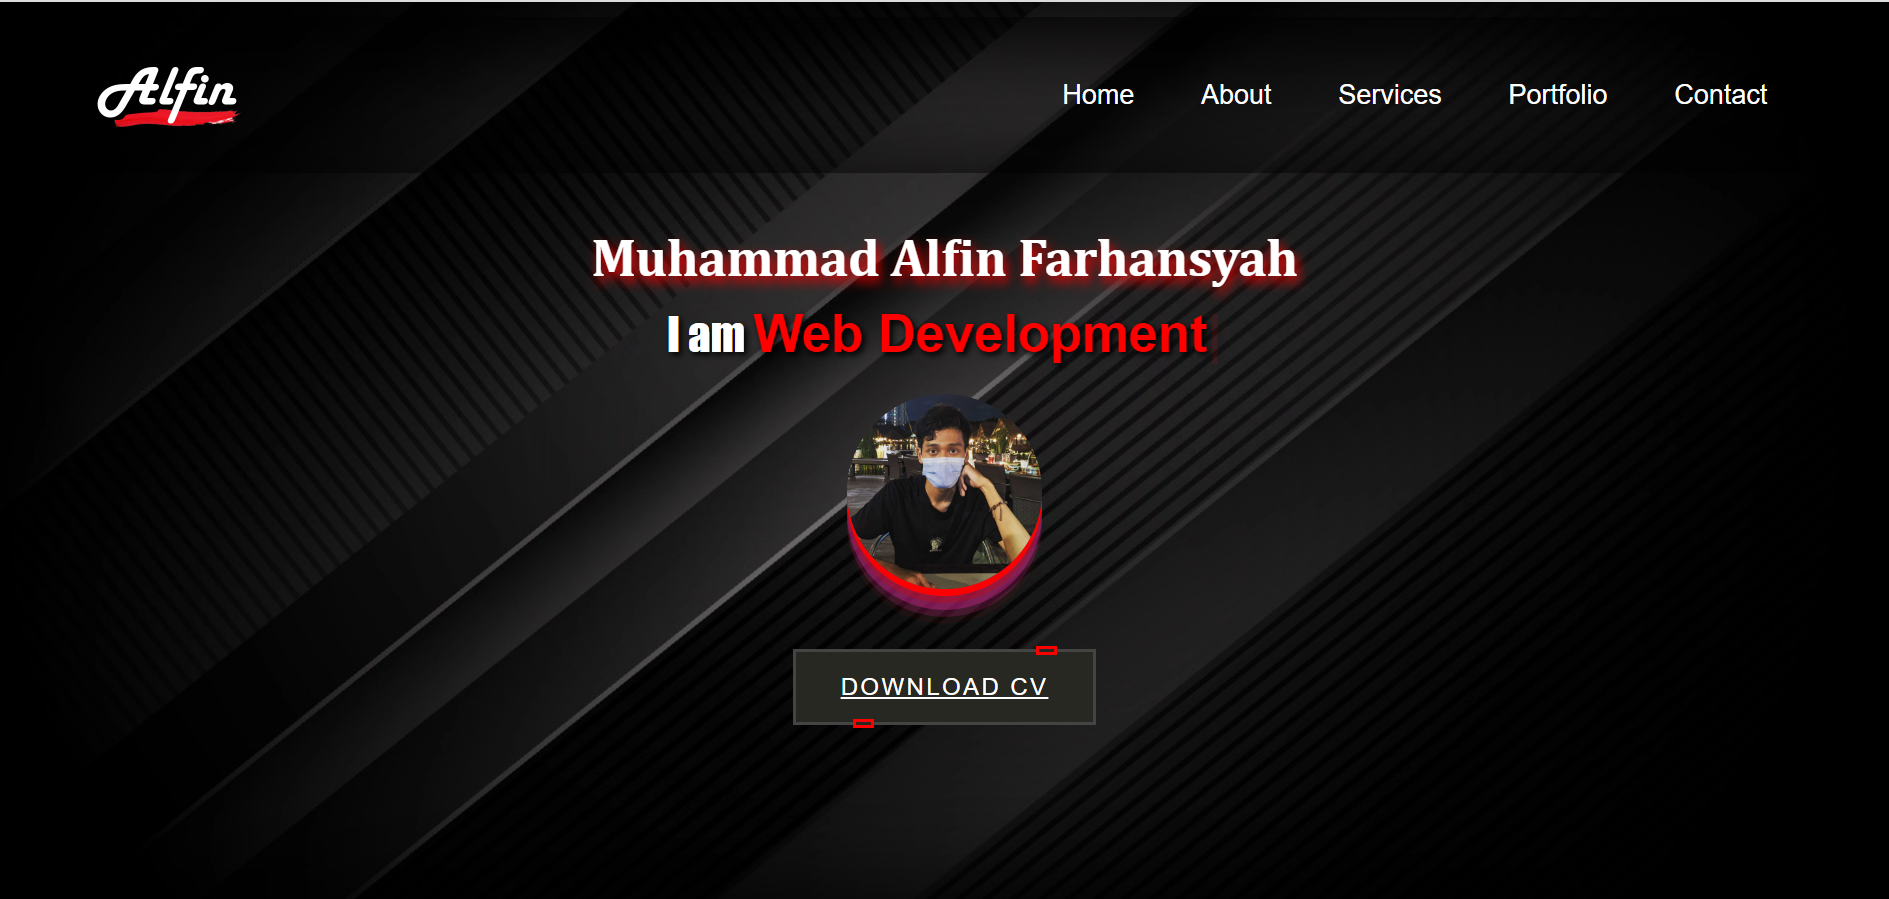 Alfin
Home About Services Portfolio Contact
Muhammad Alfin Farhansyah
I am Web Development
DOWNLOAD CV